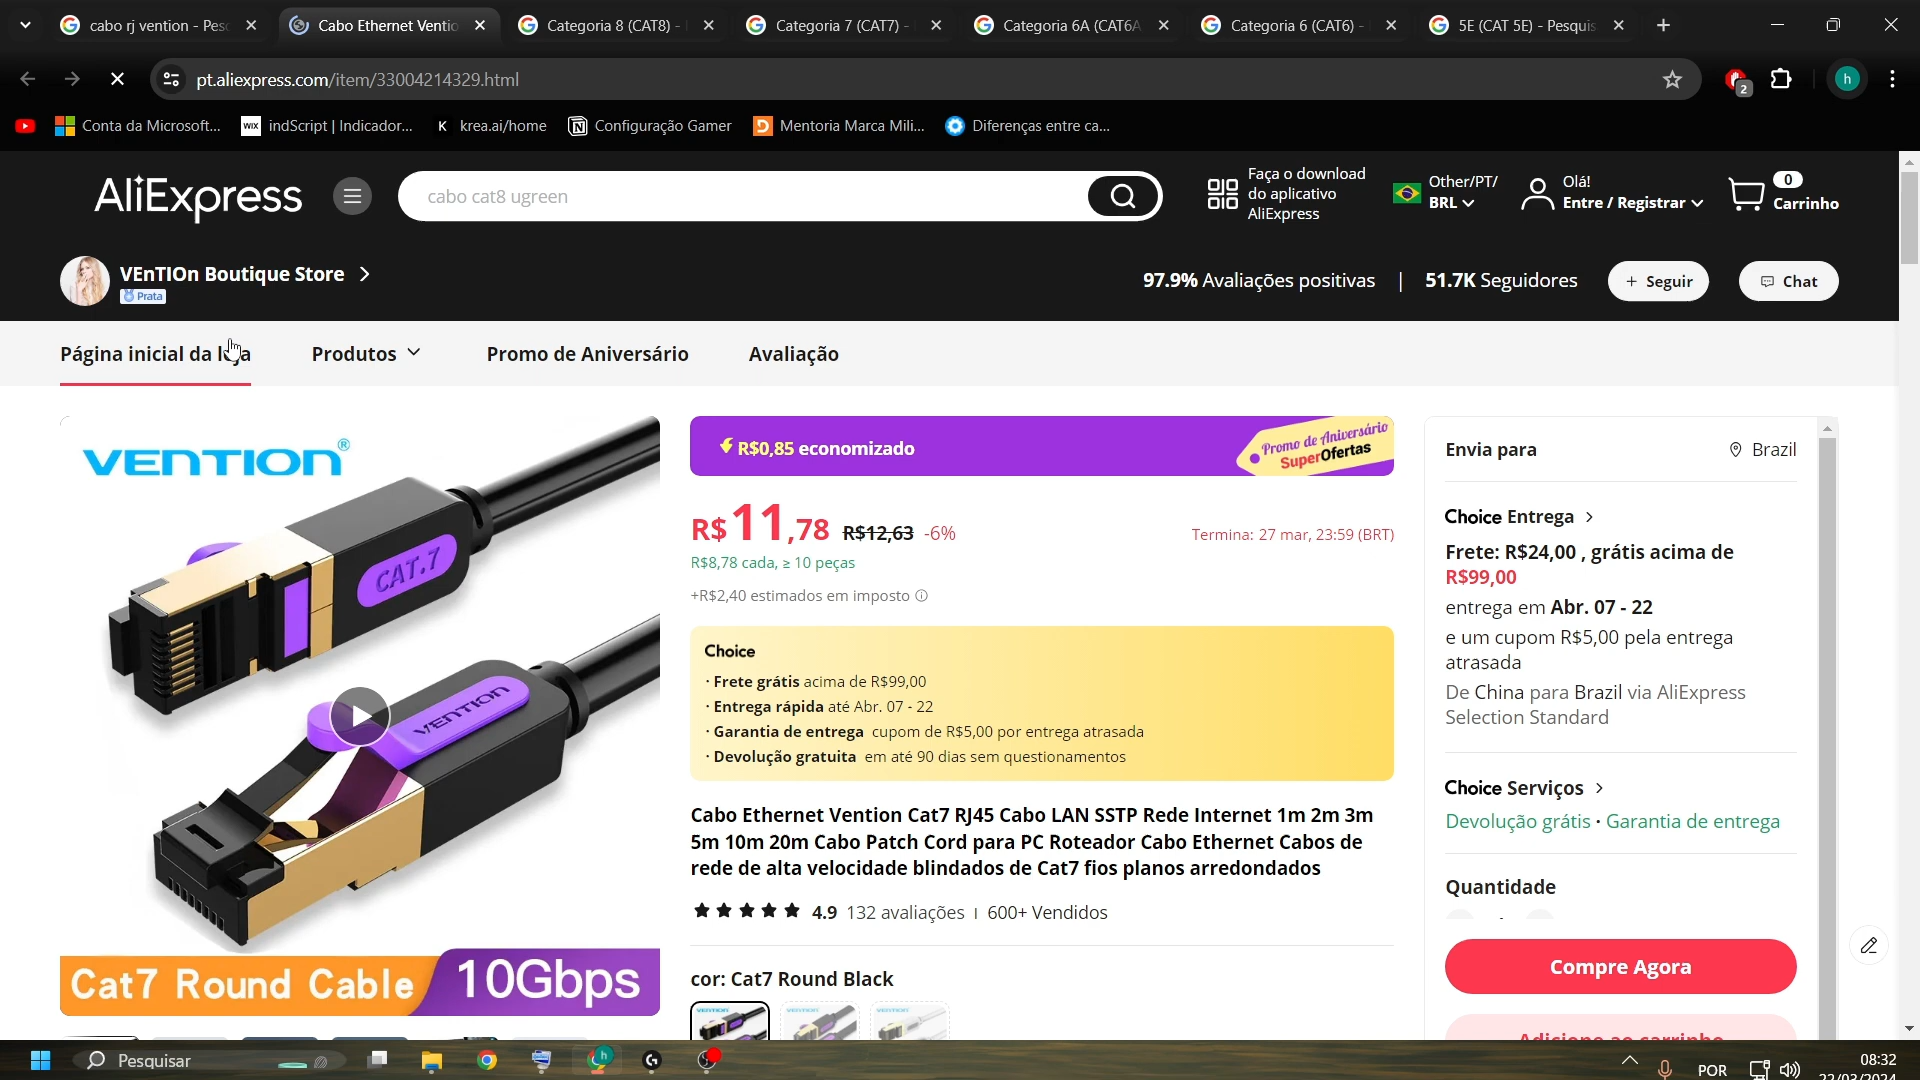 cabo rj vention - Pes
Cabo Ethernet Ventio
Categoria 8 (CAT8) -
Categoria 7 (CAT7) -
Categoria 6A (CAT6A
Categoria 6 (CAT6) -
5E (CAT 5E) - Pesquis
pt.aliexpress.com/item/33004214329.html
2
h
Conta da Microsoft...
WIX indScript | Indicador...
K krea.ai/home
Configuração Gamer
Mentoria Marca Mili...
Diferenças entre ca...
AliExpress
cabo cat8 ugreen
Faça o download
do aplicativo
AliExpress
Other/PT/
BRL
Olá!
Entre / Registrar
0
Carrinho
VEnTIOn Boutique Store
Prata
97.9% Avaliações positivas | 51.7K Seguidores
+ Seguir
Chat
Página inicial da loja
Produtos
Promo de Aniversário
Avaliação
VENTION®
CAT.7
VENTION
Cat7 Round Cable 10Gbps
R$0,85 economizado
Promo de Aniversário
SuperOfertas
R$11,78 R$12,63 -6%
Termina: 27 mar, 23:59 (BRT)
R$8,78 cada, ≥ 10 peças
+R$2,40 estimados em imposto
Choice
· Frete grátis acima de R$99,00
· Entrega rápida até Abr. 07 - 22
· Garantia de entrega cupom de R$5,00 por entrega atrasada
· Devolução gratuita em até 90 dias sem questionamentos
Cabo Ethernet Vention Cat7 RJ45 Cabo LAN SSTP Rede Internet 1m 2m 3m
5m 10m 20m Cabo Patch Cord para PC Roteador Cabo Ethernet Cabos de
rede de alta velocidade blindados de Cat7 fios planos arredondados
4.9 132 avaliações | 600+ Vendidos
cor: Cat7 Round Black
VENTION
VENTION
VENTION
Envia para
Brazil
Choice Entrega
Frete: R$24,00 , grátis acima de
R$99,00
entrega em Abr. 07 - 22
e um cupom R$5,00 pela entrega
atrasada
De China para Brazil via AliExpress
Selection Standard
Choice Serviços
Devolução grátis · Garantia de entrega
Quantidade
Compre Agora
Adicione ao carrinho
Pesquisar
h
POR
08:32
22/03/2024